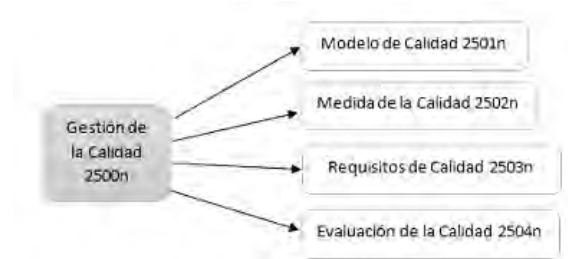 Modelo de Calidad 2501n
Medida de la Calidad 2502n
Gestión de
la Calidad
2500n
Requisitos de Calidad 2503n
Evaluación de la Calidad 2504n